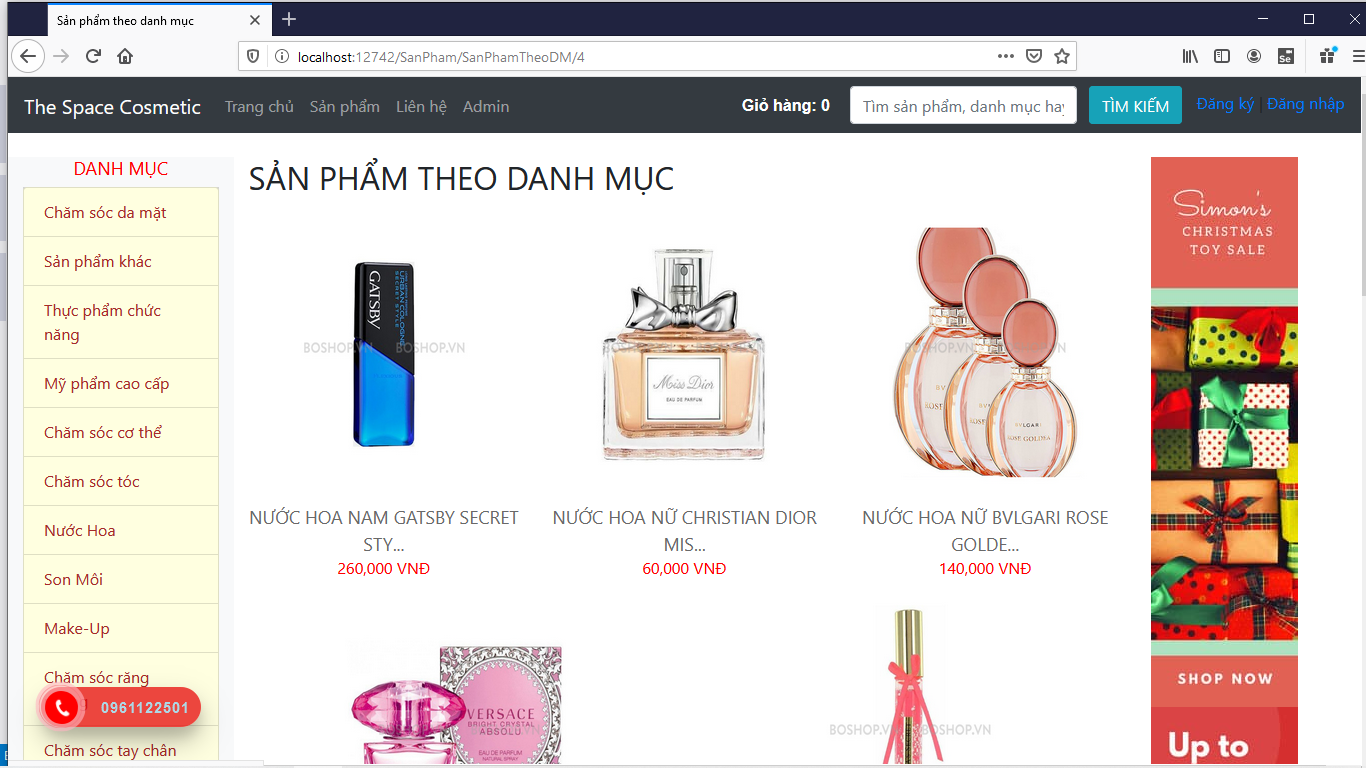 Sản phẩm theo danh mục
localhost:12742/SanPham/SanPhamTheoDM/4
The Space Cosmetic
Trang chủ
Sản phẩm
Liên hệ
Admin
Giỏ hàng: 0
Tìm sản phẩm, danh mục hay
TÌM KIẾM
Đăng ký | Đăng nhập
DANH MỤC
Chăm sóc da mặt
Sản phẩm khác
Thực phẩm chức
năng
Mỹ phẩm cao cấp
Chăm sóc cơ thể
Chăm sóc tóc
Nước Hoa
Son Môi
Make-Up
Chăm sóc răng
0961122501
Chăm sóc tay chân
SẢN PHẨM THEO DANH MỤC
GATSBY
URBAN COLOGNE
SECRET STYLE
BOSHOP.VN BOSHOP.VN
Miss Dior
EAU DE PARFUM
BOSHOP.VN
BVLGARI
ROSE GOLDEA
NƯỚC HOA NAM GATSBY SECRET
STY...
260,000 VNĐ
NƯỚC HOA NỮ CHRISTIAN DIOR
MIS...
60,000 VNĐ
NƯỚC HOA NỮ BVLGARI ROSE
GOLDE...
140,000 VNĐ
VERSACE
BRIGHT CRYSTAL
ABSOLU
EAU DE PARFUM
NATURAL SPRAY
BOSHOP.VN BOSHOP.VN
Simon's
CHRISTMAS
TOY SALE
SHOP NOW
Up to